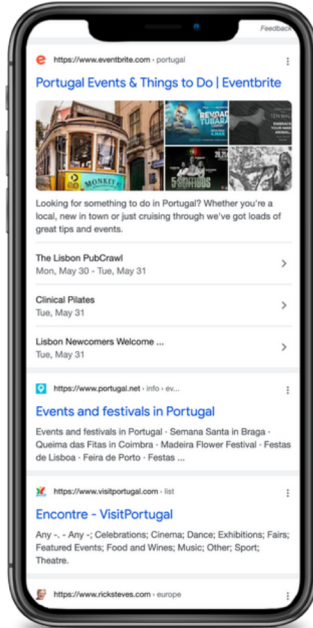 Feedback
https://www.eventbrite.com › portugal
Portugal Events & Things to Do | Eventbrite
MONKEY
Looking for something to do in Portugal? Whether you're a
local, new in town or just cruising through we've got loads of
great tips and events.
The Lisbon PubCrawl
Mon, May 30 - Tue, May 31
Clinical Pilates
Tue, May 31
Lisbon Newcomers Welcome ...
Tue, May 31
https://www.portugal.net › info › ev...
Events and festivals in Portugal
Events and festivals in Portugal · Semana Santa in Braga ·
Queima das Fitas in Coimbra · Madeira Flower Festival · Festas
de Lisboa · Feira de Porto · Festas ...
https://www.visitportugal.com › list
Encontre - VisitPortugal
Any -. - Any -; Celebrations; Cinema; Dance; Exhibitions; Fairs;
Featured Events; Food and Wines; Music; Other; Sport;
Theatre.
https://www.ricksteves.com › europe